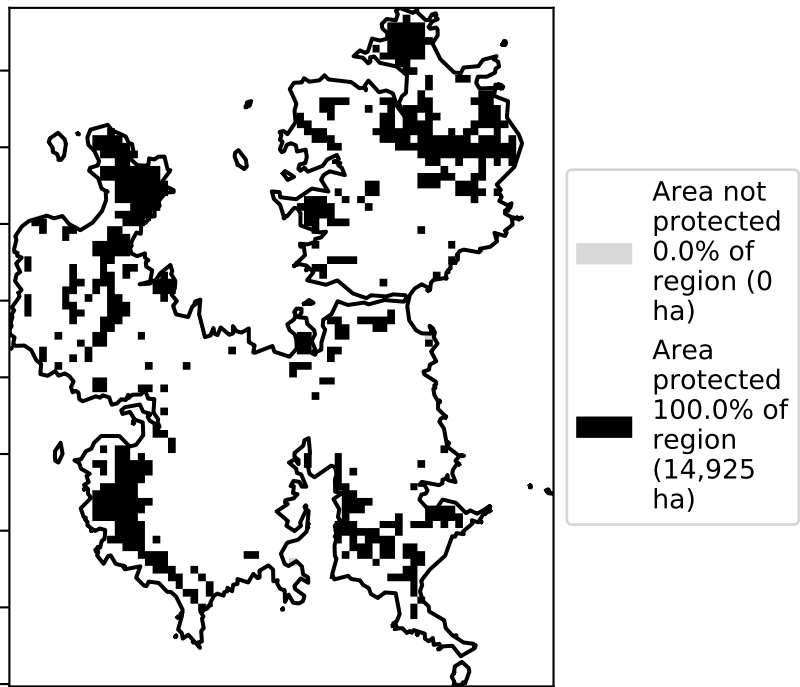 Area not
protected
0.0% of
region (0
ha)
Area
protected
100.0% of
region
(14,925
ha)